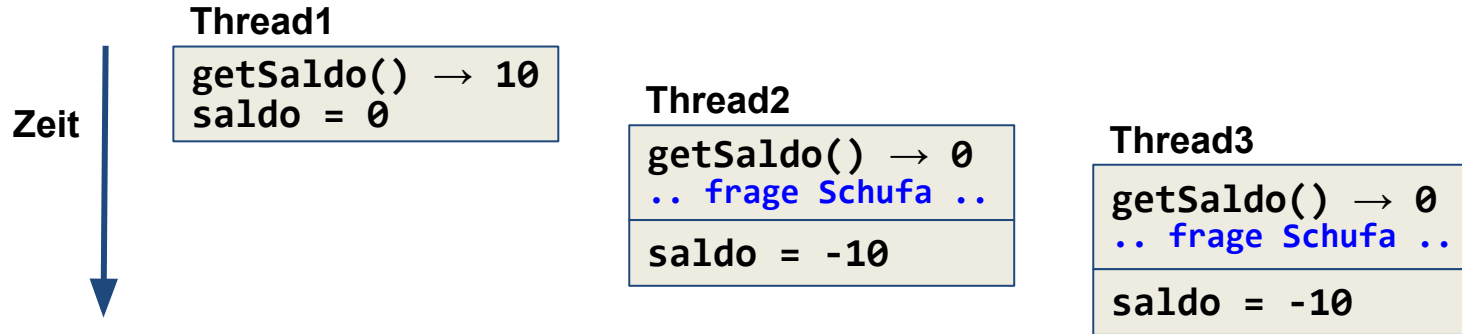 Zeit
Thread1
getSaldo() → 10
saldo = 0
Thread2
getSaldo() → 0
.. frage Schufa ..
saldo = -10
Thread3
getSaldo() → 0
.. frage Schufa ..
saldo = -10